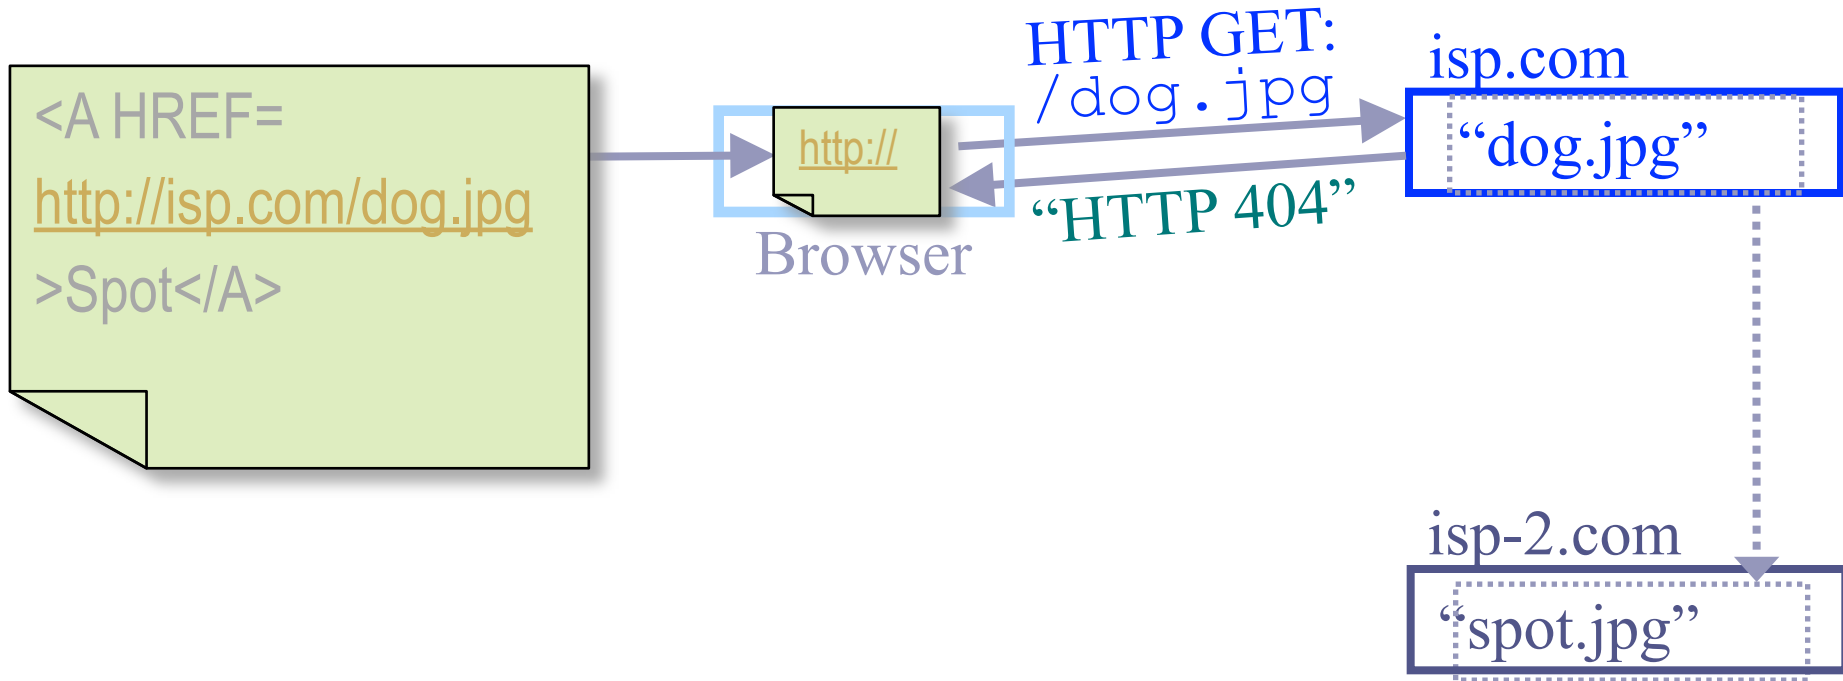 <A HREF=
http://isp.com/dog.jpg
>Spot</A>
http://
Browser
HTTP GET:
/dog.jpg
“HTTP 404”
isp.com
“dog.jpg”
isp-2.com
“spot.jpg”